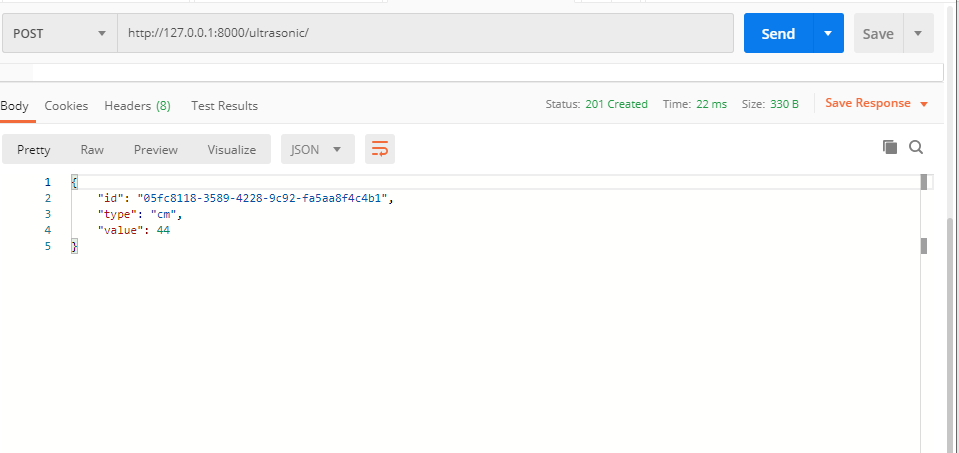 POST http://127.0.0.1:8000/ultrasonic/ Send Save
Body Cookies Headers (8) Test Results Status: 201 Created Time: 22 ms Size: 330 B Save Response
Pretty Raw Preview Visualize JSON
1 {
2 "id": "05fc8118-3589-4228-9c92-fa5aa8f4c4b1",
3 "type": "cm",
4 "value": 44
5 }